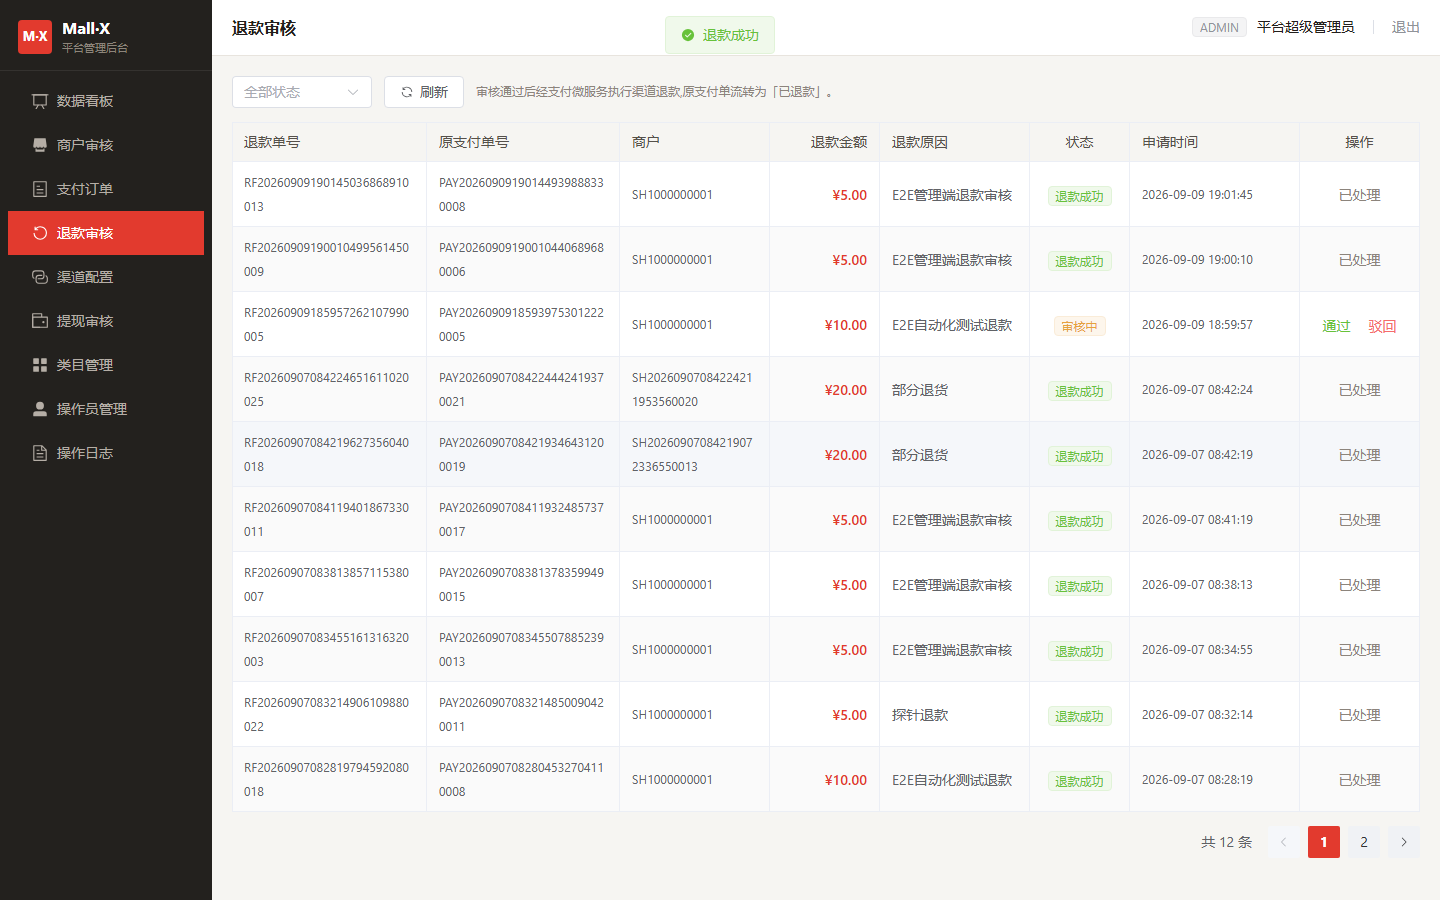 M·X
Mall·X
平台管理后台
数据看板
商户审核
支付订单
退款审核
渠道配置
提现审核
类目管理
操作员管理
操作日志
退款审核
退款成功
ADMIN 平台超级管理员 退出
全部状态 刷新 审核通过后经支付微服务执行渠道退款,原支付单流转为「已退款」。
退款单号 原支付单号 商户 退款金额 退款原因 状态 申请时间 操作
RF20260909190145036868910
013
PAY2026090919014493988833
0008
SH1000000001 ¥5.00 E2E管理端退款审核 退款成功 2026-09-09 19:01:45 已处理
RF20260909190010499561450
009
PAY2026090919001044068968
0006
SH1000000001 ¥5.00 E2E管理端退款审核 退款成功 2026-09-09 19:00:10 已处理
RF20260909185957262107990
005
PAY2026090918593975301222
0005
SH1000000001 ¥10.00 E2E自动化测试退款 审核中 2026-09-09 18:59:57 通过 驳回
RF20260907084224651611020
025
PAY2026090708422444241937
0021
SH2026090708422421
1953560020
¥20.00 部分退货 退款成功 2026-09-07 08:42:24 已处理
RF20260907084219627356040
018
PAY2026090708421934643120
0019
SH2026090708421907
2336550013
¥20.00 部分退货 退款成功 2026-09-07 08:42:19 已处理
RF20260907084119401867330
011
PAY2026090708411932485737
0017
SH1000000001 ¥5.00 E2E管理端退款审核 退款成功 2026-09-07 08:41:19 已处理
RF20260907083813857115380
007
PAY2026090708381378359949
0015
SH1000000001 ¥5.00 E2E管理端退款审核 退款成功 2026-09-07 08:38:13 已处理
RF20260907083455161316320
003
PAY2026090708345507885239
0013
SH1000000001 ¥5.00 E2E管理端退款审核 退款成功 2026-09-07 08:34:55 已处理
RF20260907083214906109880
022
PAY2026090708321485009042
0011
SH1000000001 ¥5.00 探针退款 退款成功 2026-09-07 08:32:14 已处理
RF20260907082819794592080
018
PAY2026090708280453270411
0008
SH1000000001 ¥10.00 E2E自动化测试退款 退款成功 2026-09-07 08:28:19 已处理
共 12 条 1 2